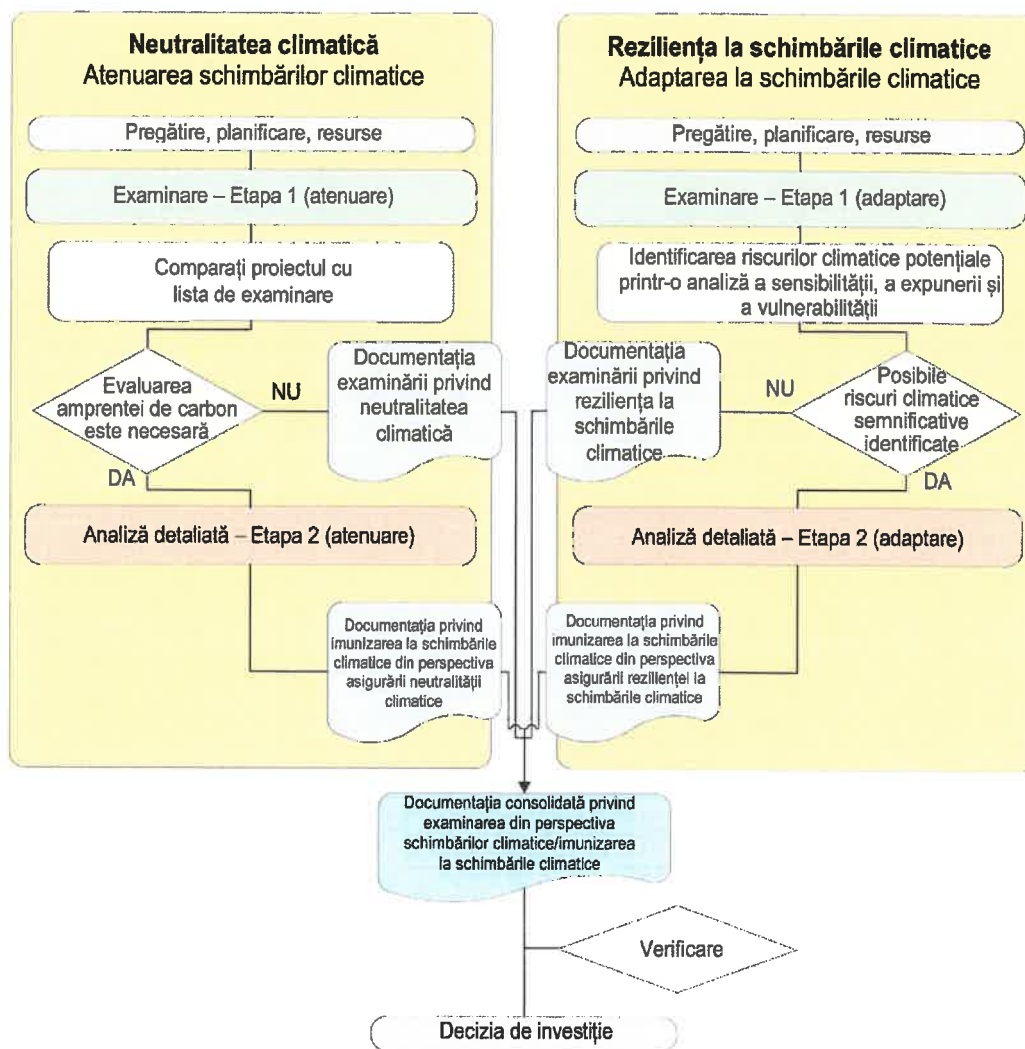 Neutralitatea climatică
Atenuarea schimbărilor climatice
Pregătire, planificare, resurse
Examinare – Etapa 1 (atenuare)
Comparați proiectul cu
lista de examinare
Evaluarea
amprentei de carbon
este necesară
NU
DA
Documentația
examinării privind
neutralitatea
climatică
Analiză detaliată – Etapa 2 (atenuare)
Documentația privind
imunizarea la schimbările
climatice din perspectiva
asigurării neutralității
climatice
Reziliența la schimbările climatice
Adaptarea la schimbările climatice
Pregătire, planificare, resurse
Examinare – Etapa 1 (adaptare)
Identificarea riscurilor climatice potențiale
printr-o analiză a sensibilității, a expunerii și
a vulnerabilității
Documentația
examinării privind
reziliența la
schimbările
climatice
NU
Posibile
riscuri climatice
semnificative
identificate
DA
Analiză detaliată – Etapa 2 (adaptare)
Documentația privind
imunizarea la schimbările
climatice din perspectiva
asigurării rezilienței la
schimbările climatice
Documentația consolidată privind
examinarea din perspectiva
schimbărilor climatice/imunizarea
la schimbările climatice
Verificare
Decizia de investiție